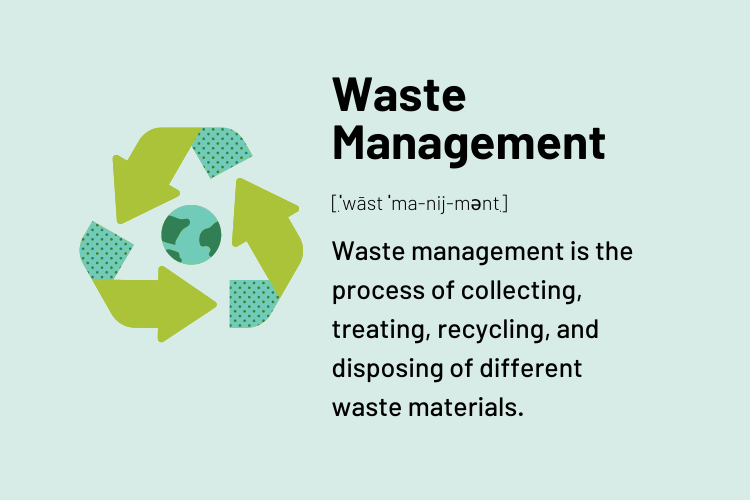 Waste
Management
[ˈwāst ˈma-nij-mənt]
Waste management is the
process of collecting,
treating, recycling, and
disposing of different
waste materials.